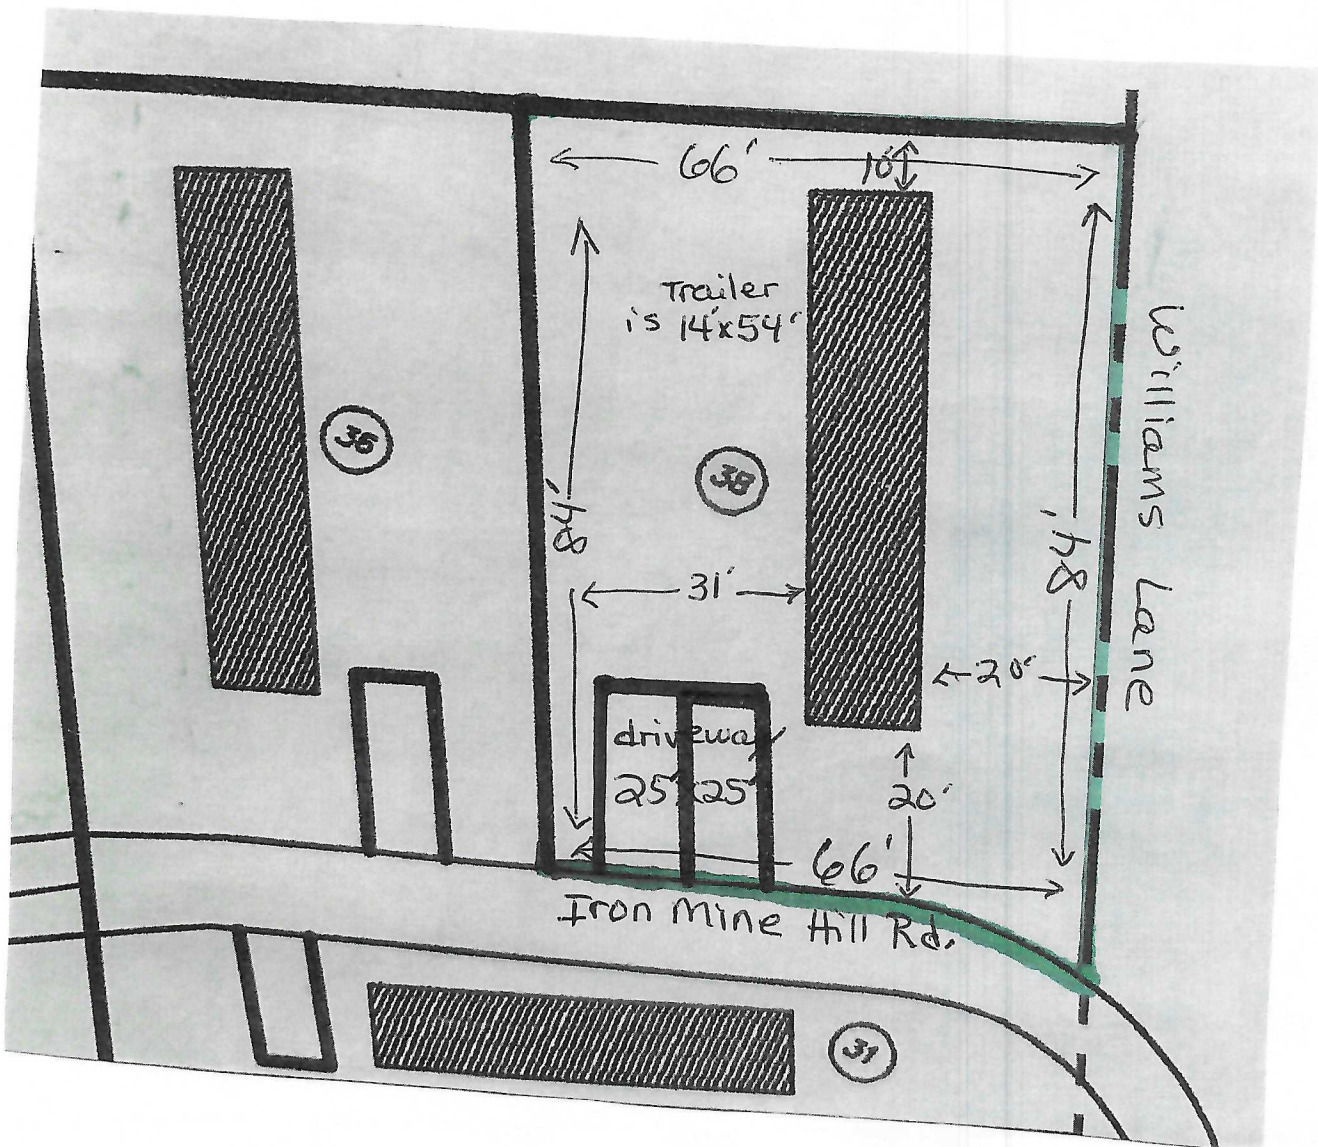 66'
10'
Trailer
is 14'x54'
36
38
84'
84'
31'
20'
driveway
25'x25'
20'
66'
Williams Lane
Iron Mine Hill Rd.
31